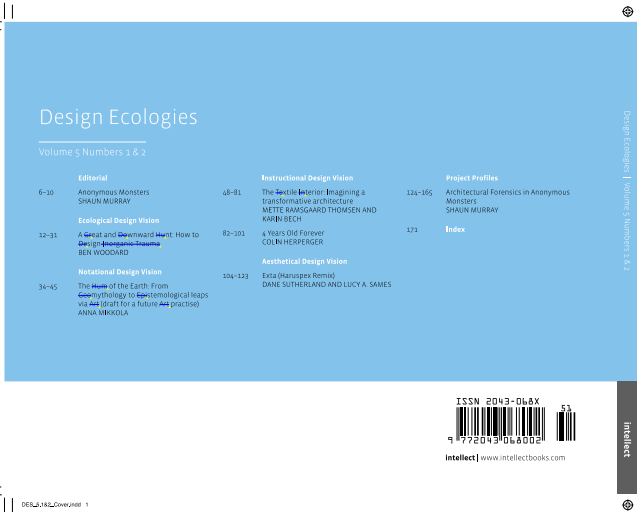 Design Ecologies
Volume 5 Numbers 1 & 2
Editorial
6–10 Anonymous Monsters
SHAUN MURRAY
Ecological Design Vision
12–31 A Great and Downward Hunt: How to
Design Inorganic Trauma
BEN WOODARD
Notational Design Vision
34–45 The Hum of the Earth: From
Geomythology to Epistemological leaps
via Art (draft for a future Art practise)
ANNA MIKKOLA
Instructional Design Vision
48–81 The Textile Interior: Imagining a
transformative architecture
METTE RAMSGAARD THOMSEN AND
KARIN BECH
82–101 4 Years Old Forever
COLIN HERPERGER
Aesthetical Design Vision
104–123 Exta (Haruspex Remix)
DANE SUTHERLAND AND LUCY A. SAMES
Project Profiles
124–165 Architectural Forensics in Anonymous
Monsters
SHAUN MURRAY
171 Index
Design Ecologies | Volume 5 Numbers 1 & 2
ISSN 2043-068X
51
9 772043 068002
intellect | www.intellectbooks.com
intellect
DES_5.1&2_Cover.indd 1